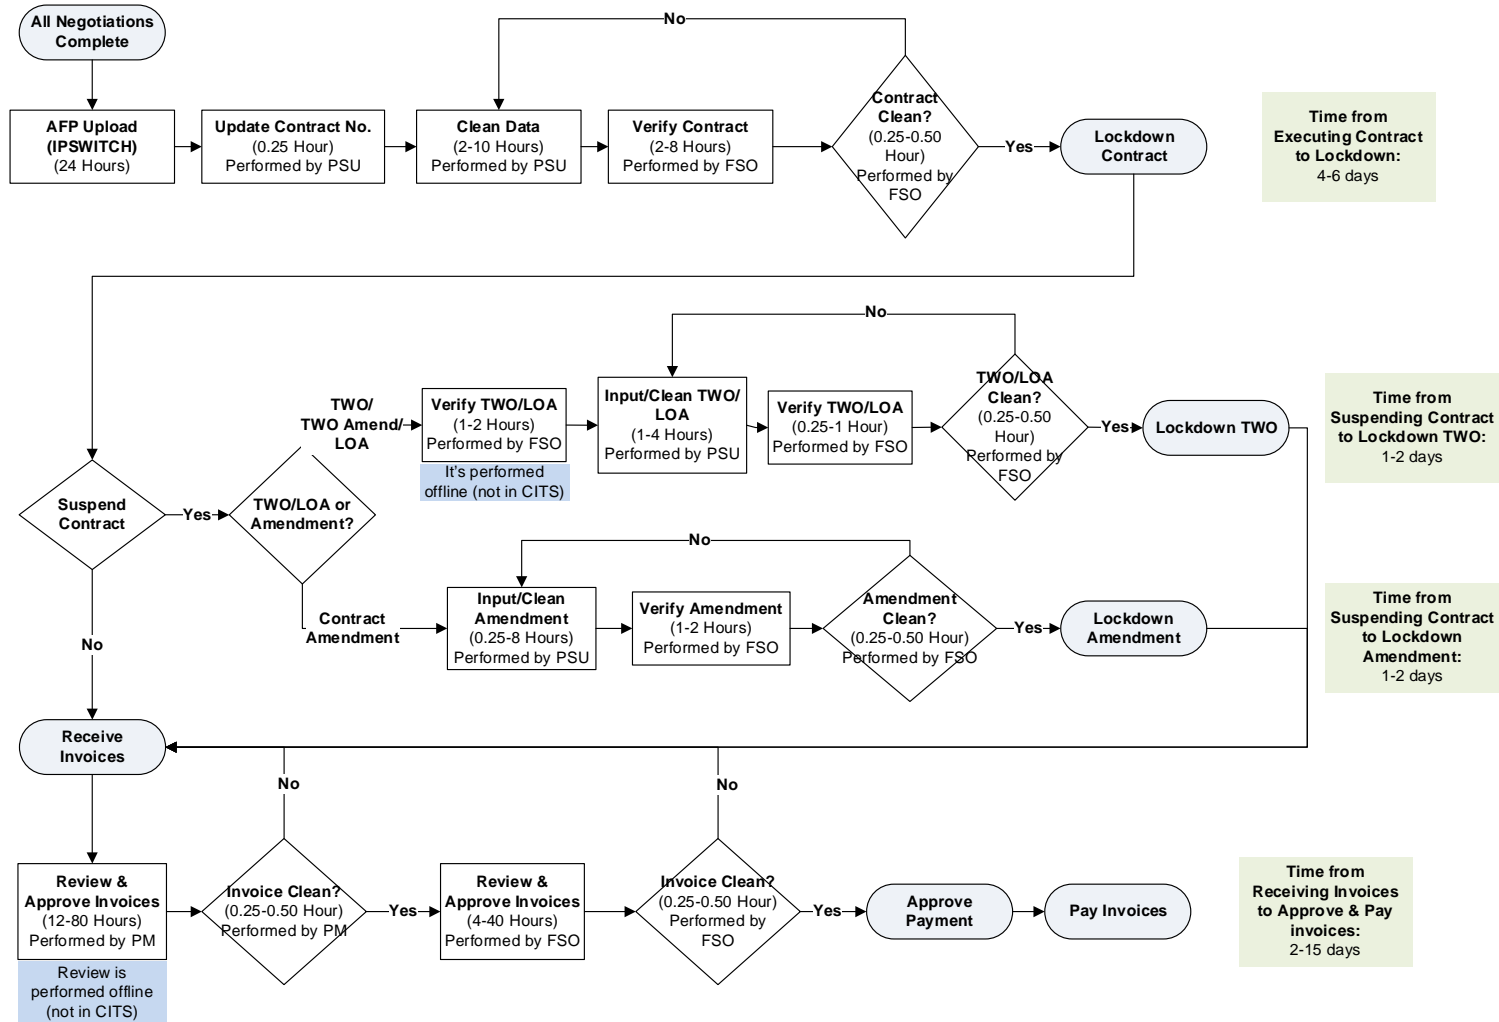 All Negotiations
Complete
No
AFP Upload
(IPSWITCH)
(24 Hours)
Update Contract No.
(0.25 Hour)
Performed by PSU
Clean Data
(2-10 Hours)
Performed by PSU
Verify Contract
(2-8 Hours)
Performed by FSO
Contract
Clean?
(0.25-0.50
Hour)
Performed by
FSO
Yes
Lockdown
Contract
Time from
Executing Contract
to Lockdown:
4-6 days
No
TWO/
TWO Amend/
LOA
Verify TWO/LOA
(1-2 Hours)
Performed by FSO
It's performed
offline (not in CITS)
Input/Clean TWO/
LOA
(1-4 Hours)
Performed by PSU
Verify TWO/LOA
(0.25-1 Hour)
Performed by FSO
TWO/LOA
Clean?
(0.25-0.50
Hour)
Performed by
FSO
Yes
Lockdown TWO
Time from
Suspending Contract
to Lockdown TWO:
1-2 days
Suspend
Contract
Yes
TWO/LOA or
Amendment?
No
Contract
Amendment
Input/Clean
Amendment
(0.25-8 Hours)
Performed by PSU
Verify Amendment
(1-2 Hours)
Performed by FSO
Amendment
Clean?
(0.25-0.50 Hour)
Performed by FSO
Yes
Lockdown
Amendment
Time from
Suspending Contract
to Lockdown
Amendment:
1-2 days
No
Receive
Invoices
No
No
Review &
Approve Invoices
(12-80 Hours)
Performed by PM
Review is
performed offline
(not in CITS)
Invoice Clean?
(0.25-0.50 Hour)
Performed by PM
Yes
Review &
Approve Invoices
(4-40 Hours)
Performed by FSO
Invoice Clean?
(0.25-0.50 Hour)
Performed by
FSO
Yes
Approve
Payment
Pay Invoices
Time from
Receiving Invoices
to Approve & Pay
invoices:
2-15 days